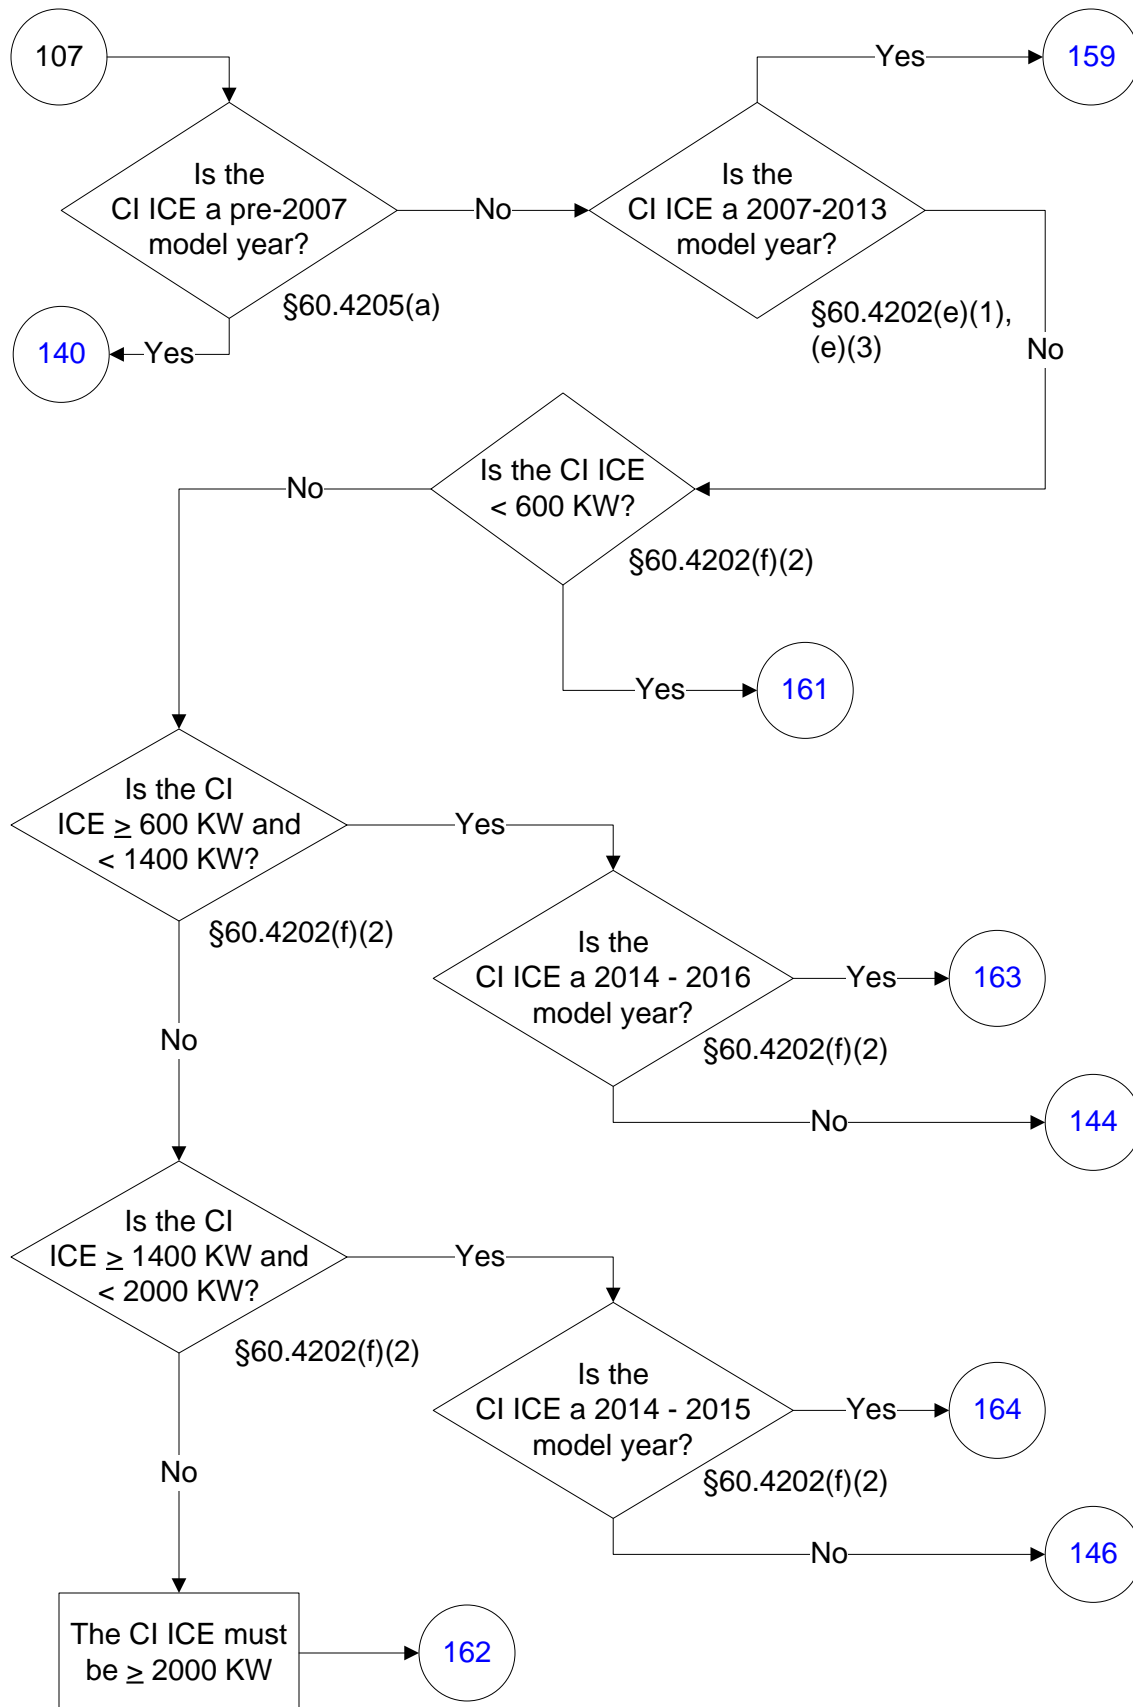 107
Yes
159
Is the
CI ICE a pre-2007
model year?
No
Is the
CI ICE a 2007-2013
model year?
§60.4205(a)
§60.4202(e)(1),
(e)(3)
140
Yes
No
No
Is the CI ICE
< 600 KW?
§60.4202(f)(2)
Yes
161
Is the CI
ICE ≥ 600 KW and
< 1400 KW?
Yes
§60.4202(f)(2)
Is the
CI ICE a 2014 - 2016
model year?
Yes
163
§60.4202(f)(2)
No
No
144
Is the CI
ICE ≥ 1400 KW and
< 2000 KW?
Yes
§60.4202(f)(2)
Is the
CI ICE a 2014 - 2015
model year?
Yes
164
§60.4202(f)(2)
No
No
146
The CI ICE must
be ≥ 2000 KW
162